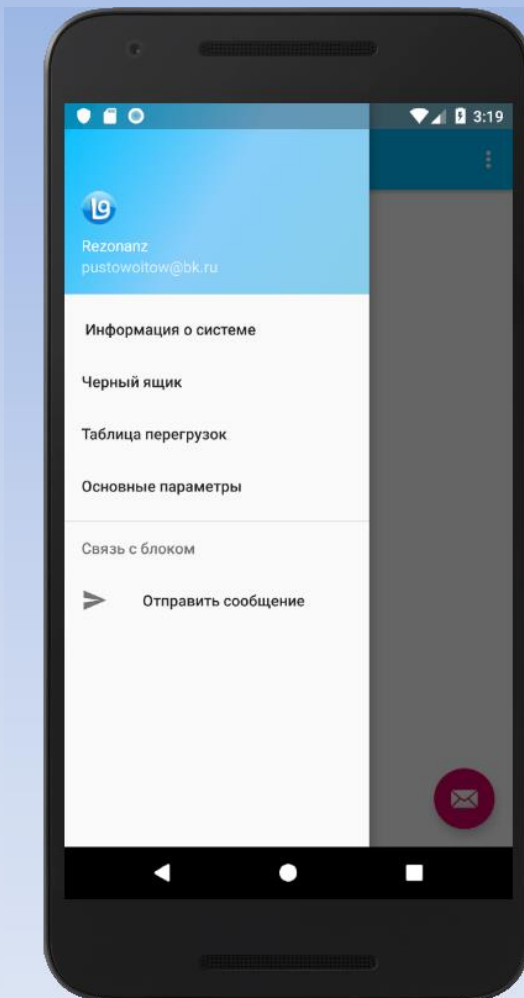 3:19
Rezonanz
pustowoitow@bk.ru
Информация о системе
Черный ящик
Таблица перегрузок
Основные параметры
Связь с блоком
Отправить сообщение